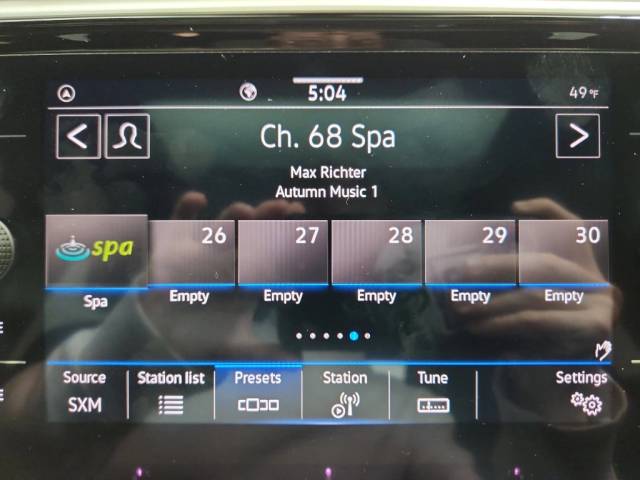 5:04
49°F
Ch. 68 Spa
Max Richter
Autumn Music 1
spa
26
27
28
29
30
Spa
Empty
Empty
Empty
Empty
Empty
Source
Station list
Presets
Station
Tune
Settings
SXM
E
E